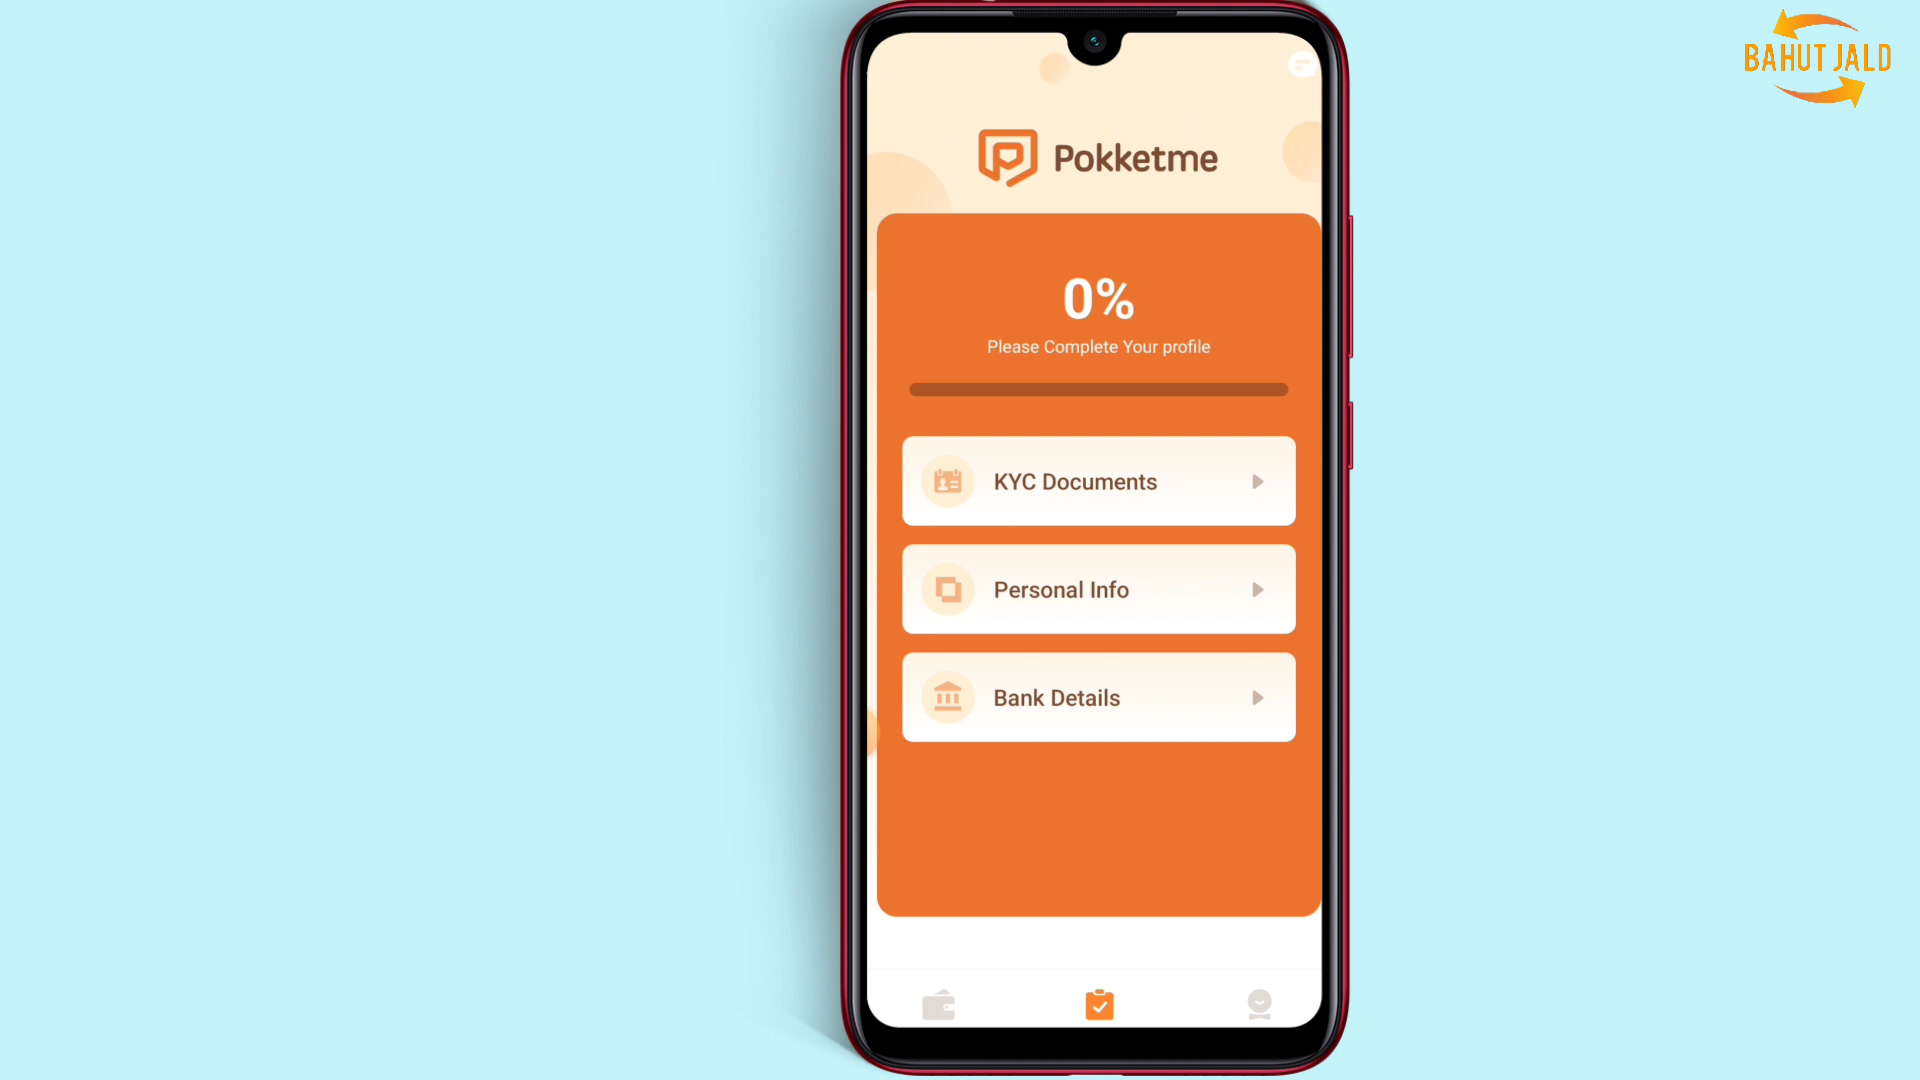 BAHUT JALD
Pokketme
0%
Please Complete Your profile
KYC Documents
Personal Info
Bank Details